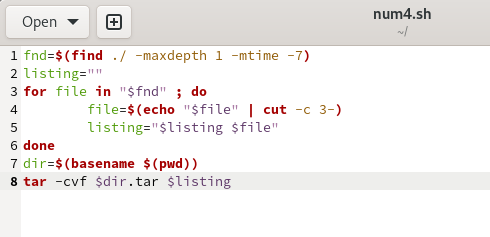 Open
num4.sh
~/
1 fnd=$(find ./ -maxdepth 1 -mtime -7)
2 listing=""
3 for file in "$fnd" ; do
4 file=$(echo "$file" | cut -c 3-)
5 listing="$listing $file"
6 done
7 dir=$(basename $(pwd))
8 tar -cvf $dir.tar $listing